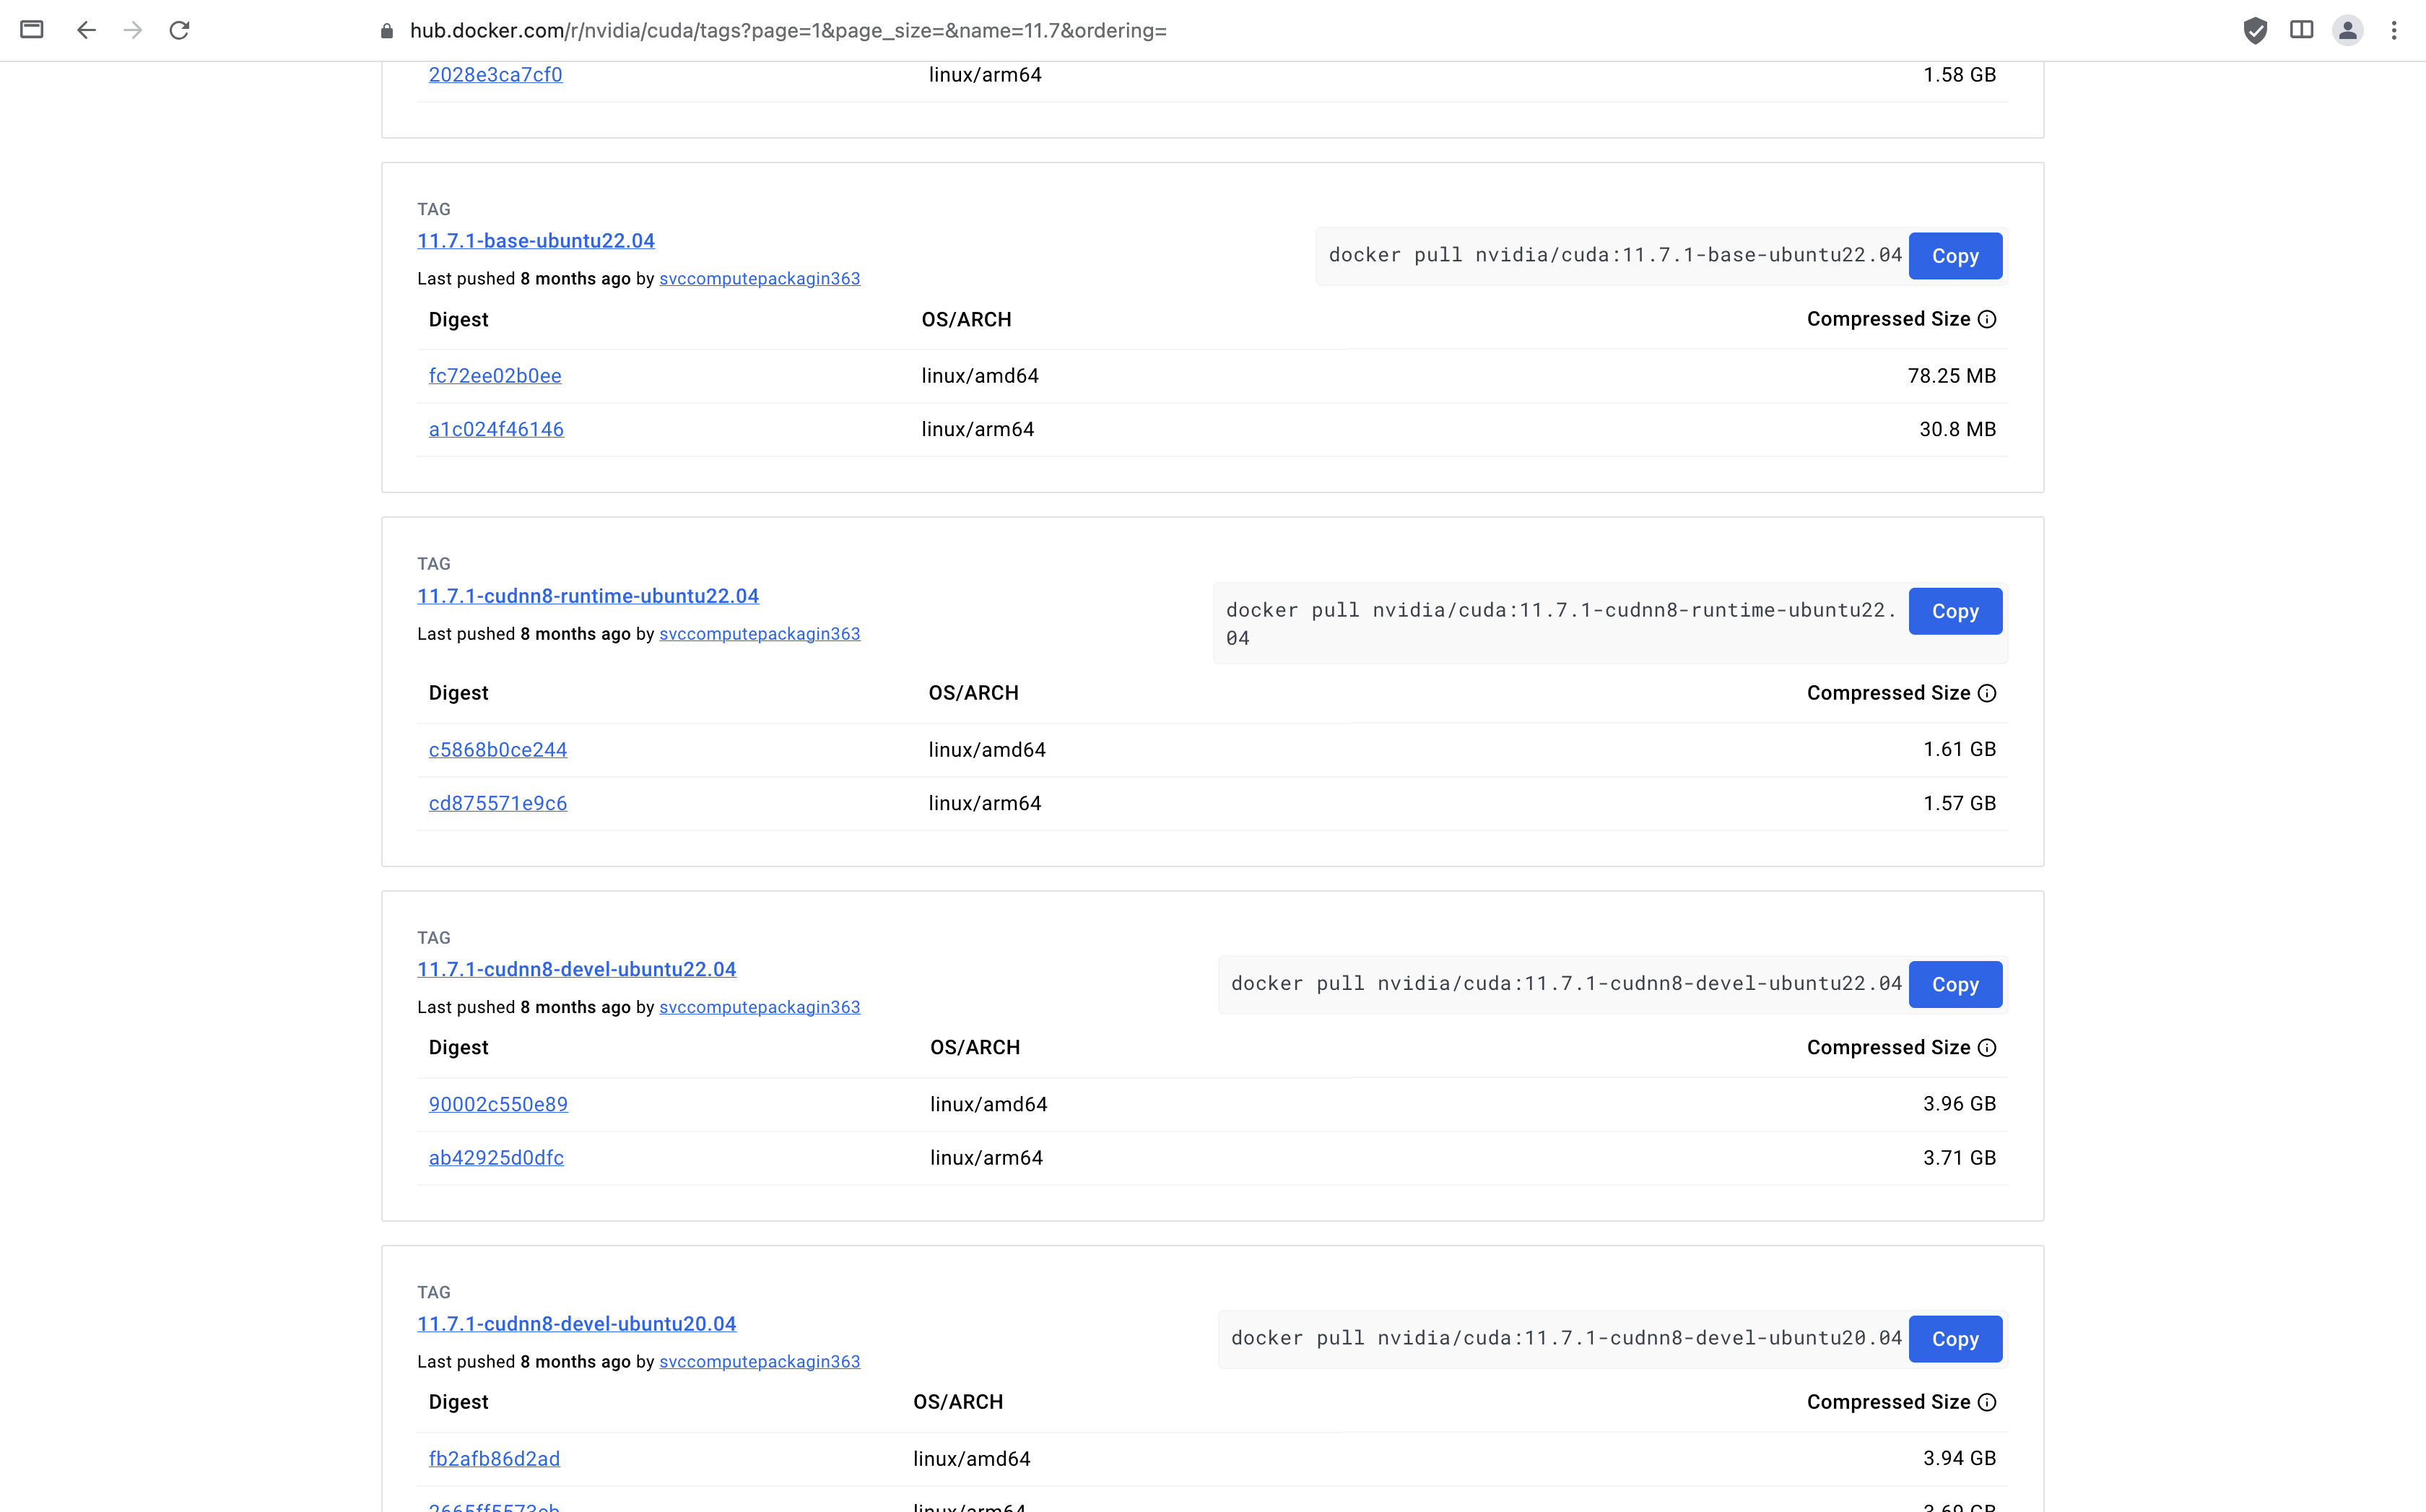 hub.docker.com/r/nvidia/cuda/tags?page=1&page_size=&name=11.7&ordering=
2028e3ca7cf0 linux/arm64 1.58 GB
TAG
11.7.1-base-ubuntu22.04
docker pull nvidia/cuda:11.7.1-base-ubuntu22.04 Copy
Last pushed 8 months ago by svccomputepackagin363
Digest OS/ARCH Compressed Size
fc72ee02b0ee linux/amd64 78.25 MB
a1c024f46146 linux/arm64 30.8 MB
TAG
11.7.1-cudnn8-runtime-ubuntu22.04
docker pull nvidia/cuda:11.7.1-cudnn8-runtime-ubuntu22. Copy
04
Last pushed 8 months ago by svccomputepackagin363
Digest OS/ARCH Compressed Size
c5868b0ce244 linux/amd64 1.61 GB
cd875571e9c6 linux/arm64 1.57 GB
TAG
11.7.1-cudnn8-devel-ubuntu22.04
docker pull nvidia/cuda:11.7.1-cudnn8-devel-ubuntu22.04 Copy
Last pushed 8 months ago by svccomputepackagin363
Digest OS/ARCH Compressed Size
90002c550e89 linux/amd64 3.96 GB
ab42925d0dfc linux/arm64 3.71 GB
TAG
11.7.1-cudnn8-devel-ubuntu20.04
docker pull nvidia/cuda:11.7.1-cudnn8-devel-ubuntu20.04 Copy
Last pushed 8 months ago by svccomputepackagin363
Digest OS/ARCH Compressed Size
fb2afb86d2ad linux/amd64 3.94 GB
linux/arm64 3.69 GB